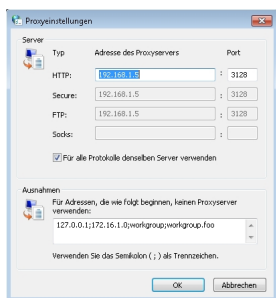 Proxyeinstellungen
Server
Typ Adresse des Proxyservers Port
HTTP: 192.168.1.5 : 3128
Secure: 192.168.1.5 : 3128
FTP: 192.168.1.5 : 3128
Socks: :
Für alle Protokolle denselben Server verwenden
Ausnahmen
Für Adressen, die wie folgt beginnen, keinen Proxyserver
verwenden:
127.0.0.1;172.16.1.0;workgroup;workgroup.foo
Verwenden Sie das Semikolon ( ; ) als Trennzeichen.
OK Abbrechen